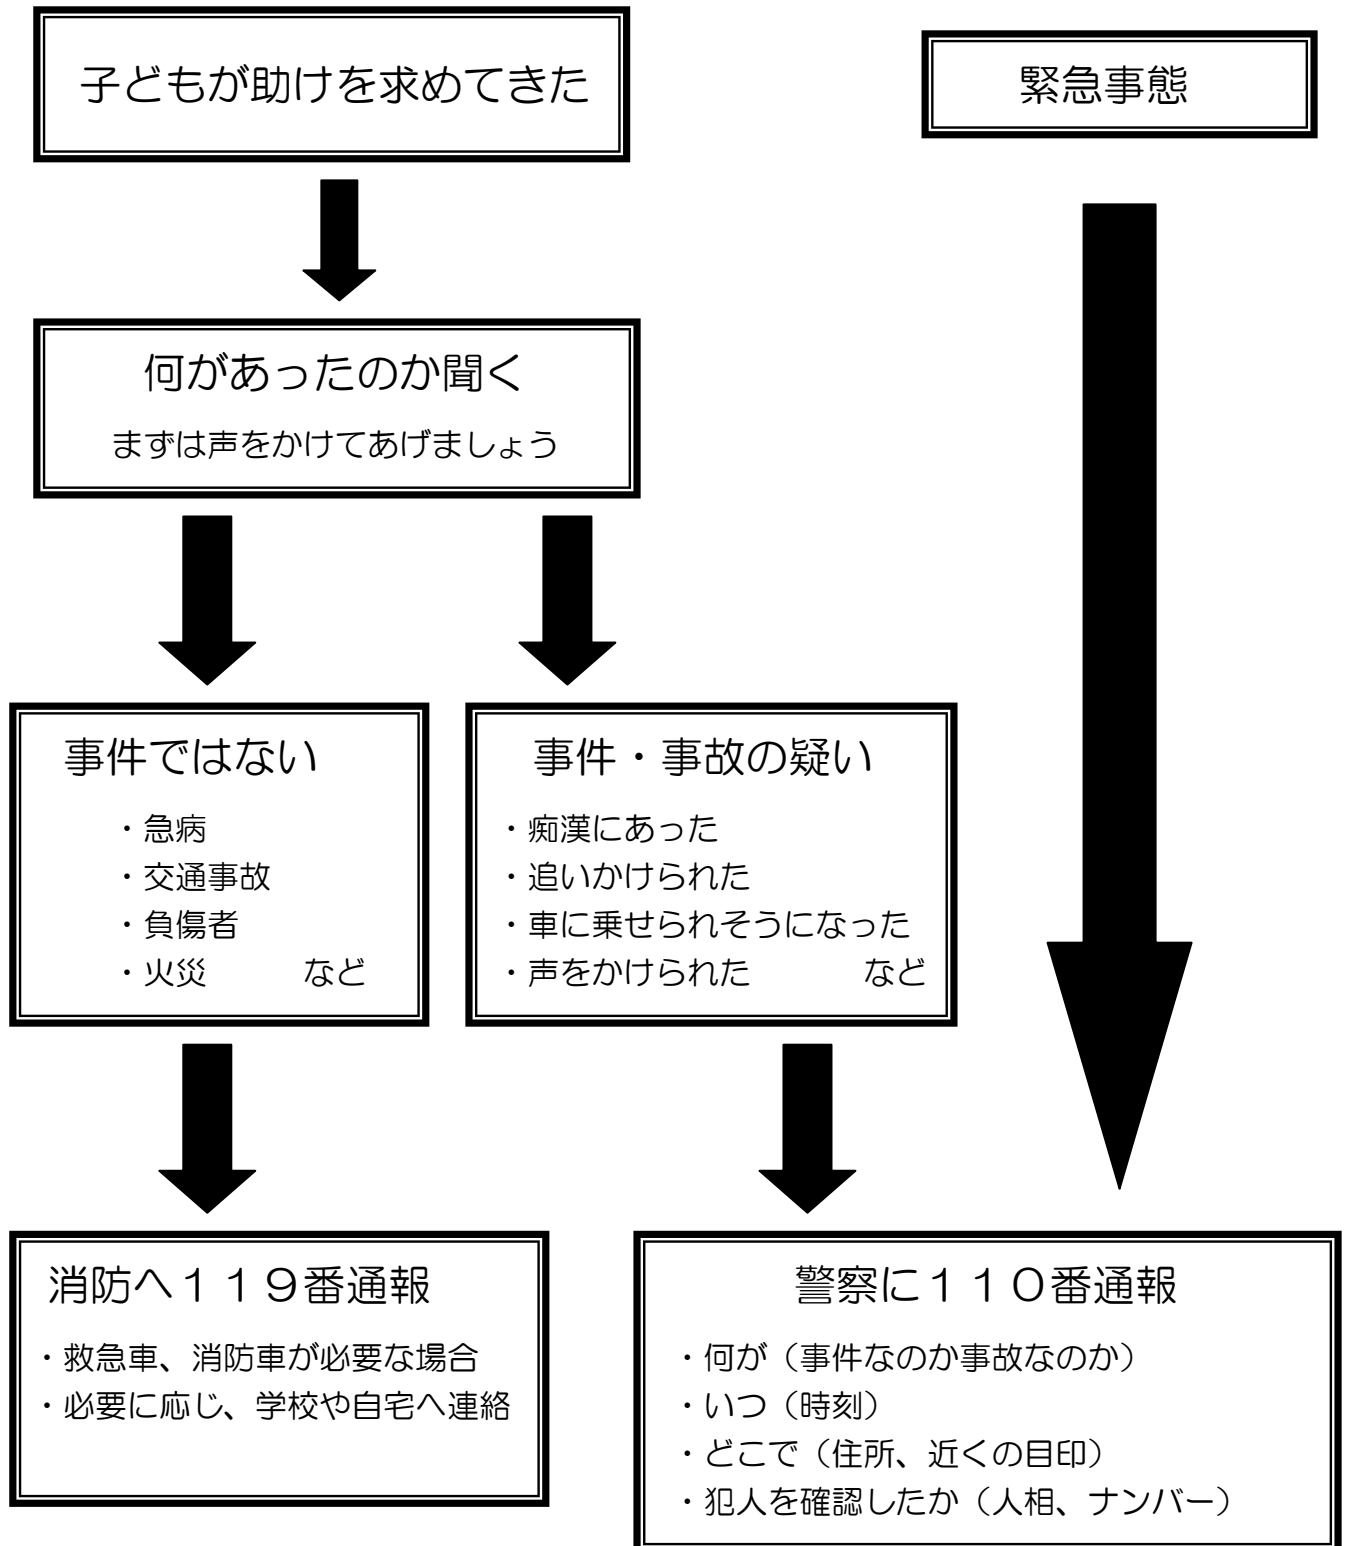 子どもが助けを求めてきた
緊急事態
何があったのか聞く
まずは声をかけてあげましょう
事件ではない
・急病
・交通事故
・負傷者
・火災　　　など
事件・事故の疑い
・痴漢にあった
・追いかけられた
・車に乗せられそうになった
・声をかけられた　　　など
消防へ１１９番通報
・救急車、消防車が必要な場合
・必要に応じ、学校や自宅へ連絡
警察に１１０番通報
・何が（事件なのか事故なのか）
・いつ（時刻）
・どこで（住所、近くの目印）
・犯人を確認したか（人相、ナンバー）